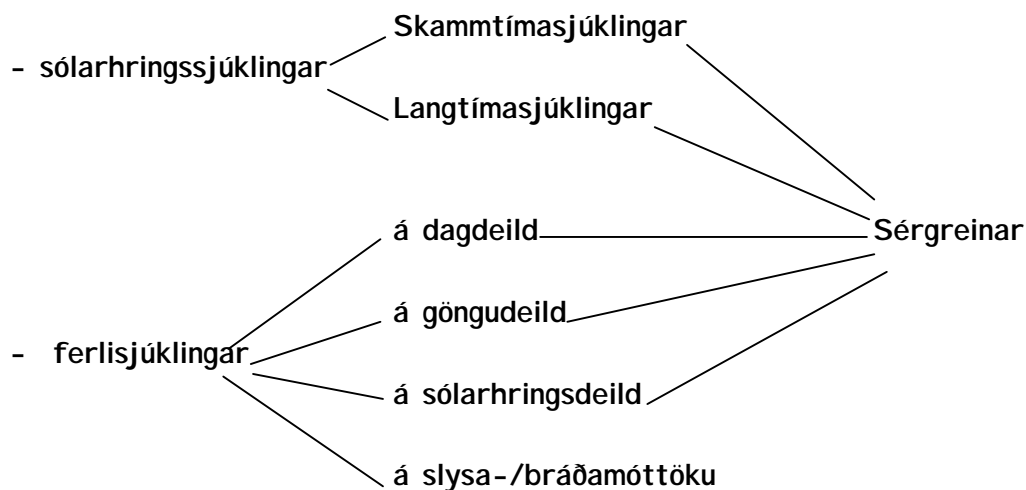 Skammtímasjúklingar
- sólarhringssjúklingar
Langtímasjúklingar
á dagdeild
Sérgreinar
á göngudeild
- ferlisjúklingar
á sólarhringsdeild
á slysa-/bráðamóttöku